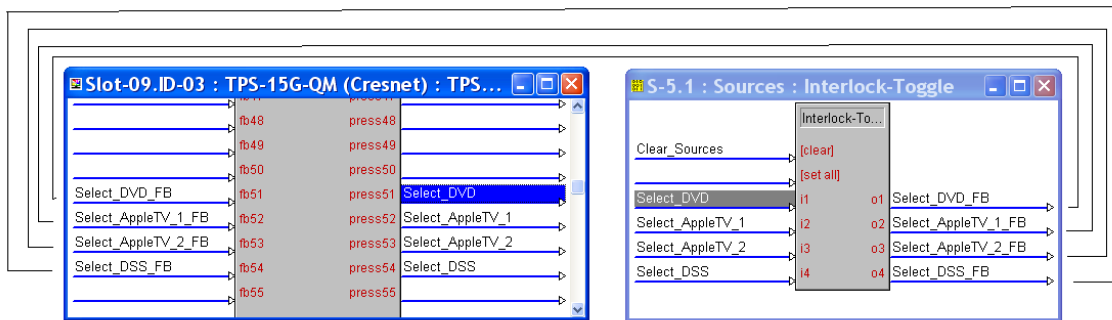 Slot-09.ID-03 : TPS-15G-QM (Cresnet) : TPS...
fb48 press48
fb49 press49
fb50 press50
Select_DVD_FB fb51 press51 Select_DVD
Select_AppleTV_1_FB fb52 press52 Select_AppleTV_1
Select_AppleTV_2_FB fb53 press53 Select_AppleTV_2
Select_DSS_FB fb54 press54 Select_DSS
fb55 press55
S-5.1 : Sources : Interlock-Toggle
Interlock-To...
Clear_Sources [clear]
[set all]
Select_DVD i1 o1 Select_DVD_FB
Select_AppleTV_1 i2 o2 Select_AppleTV_1_FB
Select_AppleTV_2 i3 o3 Select_AppleTV_2_FB
Select_DSS i4 o4 Select_DSS_FB